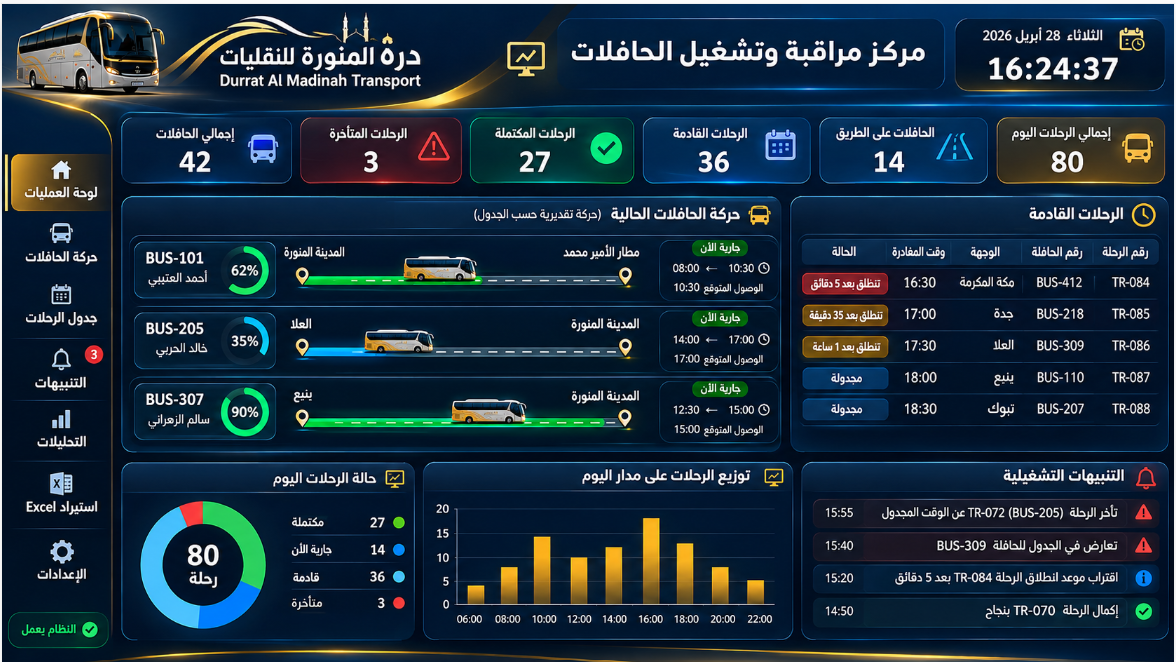 درة المنورة للنقليات
Durrat Al Madinah Transport
مركز مراقبة وتشغيل الحافلات
الثلاثاء 28 أبريل 2026
16:24:37
إجمالي الرحلات اليوم
80
الحافلات على الطريق
14
الرحلات القادمة
36
الرحلات المكتملة
27
الرحلات المتأخرة
3
إجمالي الحافلات
42
لوحة العمليات
حركة الحافلات
جدول الرحلات
3
التنبيهات
التحليلات
استيراد Excel
الإعدادات
النظام يعمل
الرحلات القادمة
رقم الرحلة رقم الحافلة الوجهة وقت المغادرة الحالة
TR-084 BUS-412 مكة المكرمة 16:30 تنطلق بعد 5 دقائق
TR-085 BUS-218 جدة 17:00 تنطلق بعد 35 دقيقة
TR-086 BUS-309 العلا 17:30 تنطلق بعد 1 ساعة
TR-087 BUS-110 ينبع 18:00 مجدولة
TR-088 BUS-207 تبوك 18:30 مجدولة
حركة الحافلات الحالية (حركة تقديرية حسب الجدول)
جارية الآن
08:00 ← 10:30
الوصول المتوقع 10:30
مطار الأمير محمد
المدينة المنورة
62%
BUS-101
أحمد العتيبي
جارية الآن
14:00 ← 17:00
الوصول المتوقع 17:00
المدينة المنورة
العلا
35%
BUS-205
خالد الحربي
جارية الآن
12:30 ← 15:00
الوصول المتوقع 15:00
المدينة المنورة
ينبع
90%
BUS-307
سالم الزهراني
التنبيهات التشغيلية
تأخر الرحلة TR-072 (BUS-205) عن الوقت المجدول 15:55
تعارض في الجدول للحافلة BUS-309 15:40
اقتراب موعد انطلاق الرحلة TR-084 بعد 5 دقائق 15:20
إكمال الرحلة TR-070 بنجاح 14:50
توزيع الرحلات على مدار اليوم
20
15
10
5
0
06:00 08:00 10:00 12:00 14:00 16:00 18:00 20:00 22:00
حالة الرحلات اليوم
27 مكتملة
14 جارية الآن
36 قادمة
3 متأخرة
80
رحلة